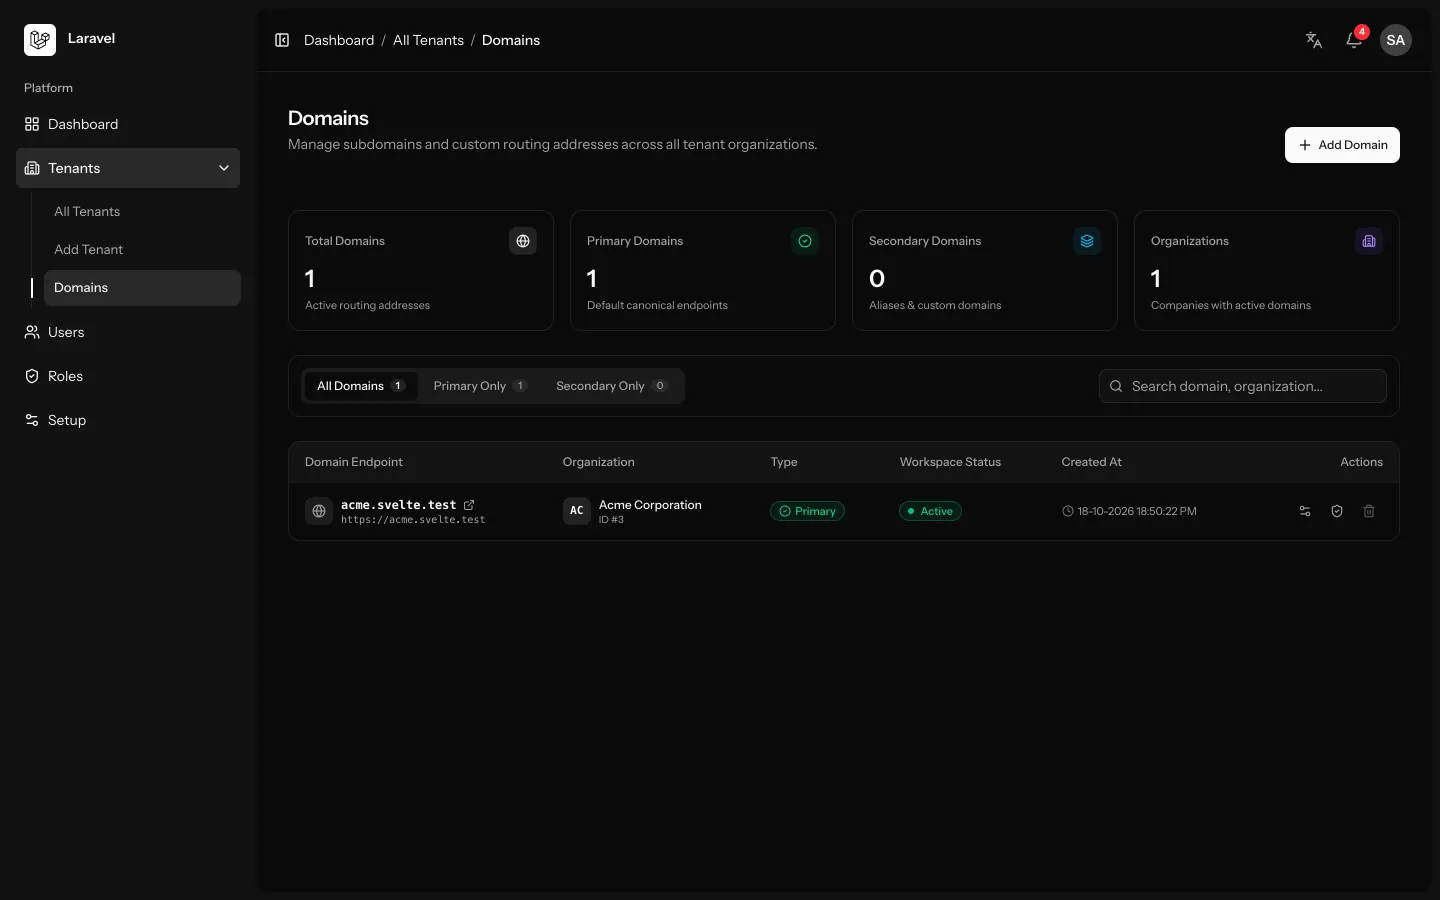 Laravel
Platform
Dashboard
Tenants
All Tenants
Add Tenant
Domains
Users
Roles
Setup
Dashboard / All Tenants / Domains
4
SA
Domains
Manage subdomains and custom routing addresses across all tenant organizations.
Add Domain
Total Domains
1
Active routing addresses
Primary Domains
1
Default canonical endpoints
Secondary Domains
0
Aliases & custom domains
Organizations
1
Companies with active domains
All Domains 1
Primary Only 1
Secondary Only 0
Search domain, organization...
Domain Endpoint Organization Type Workspace Status Created At Actions
acme.svelte.test
https://acme.svelte.test
AC
Acme Corporation
ID #3
Primary
Active
18-10-2026 18:50:22 PM